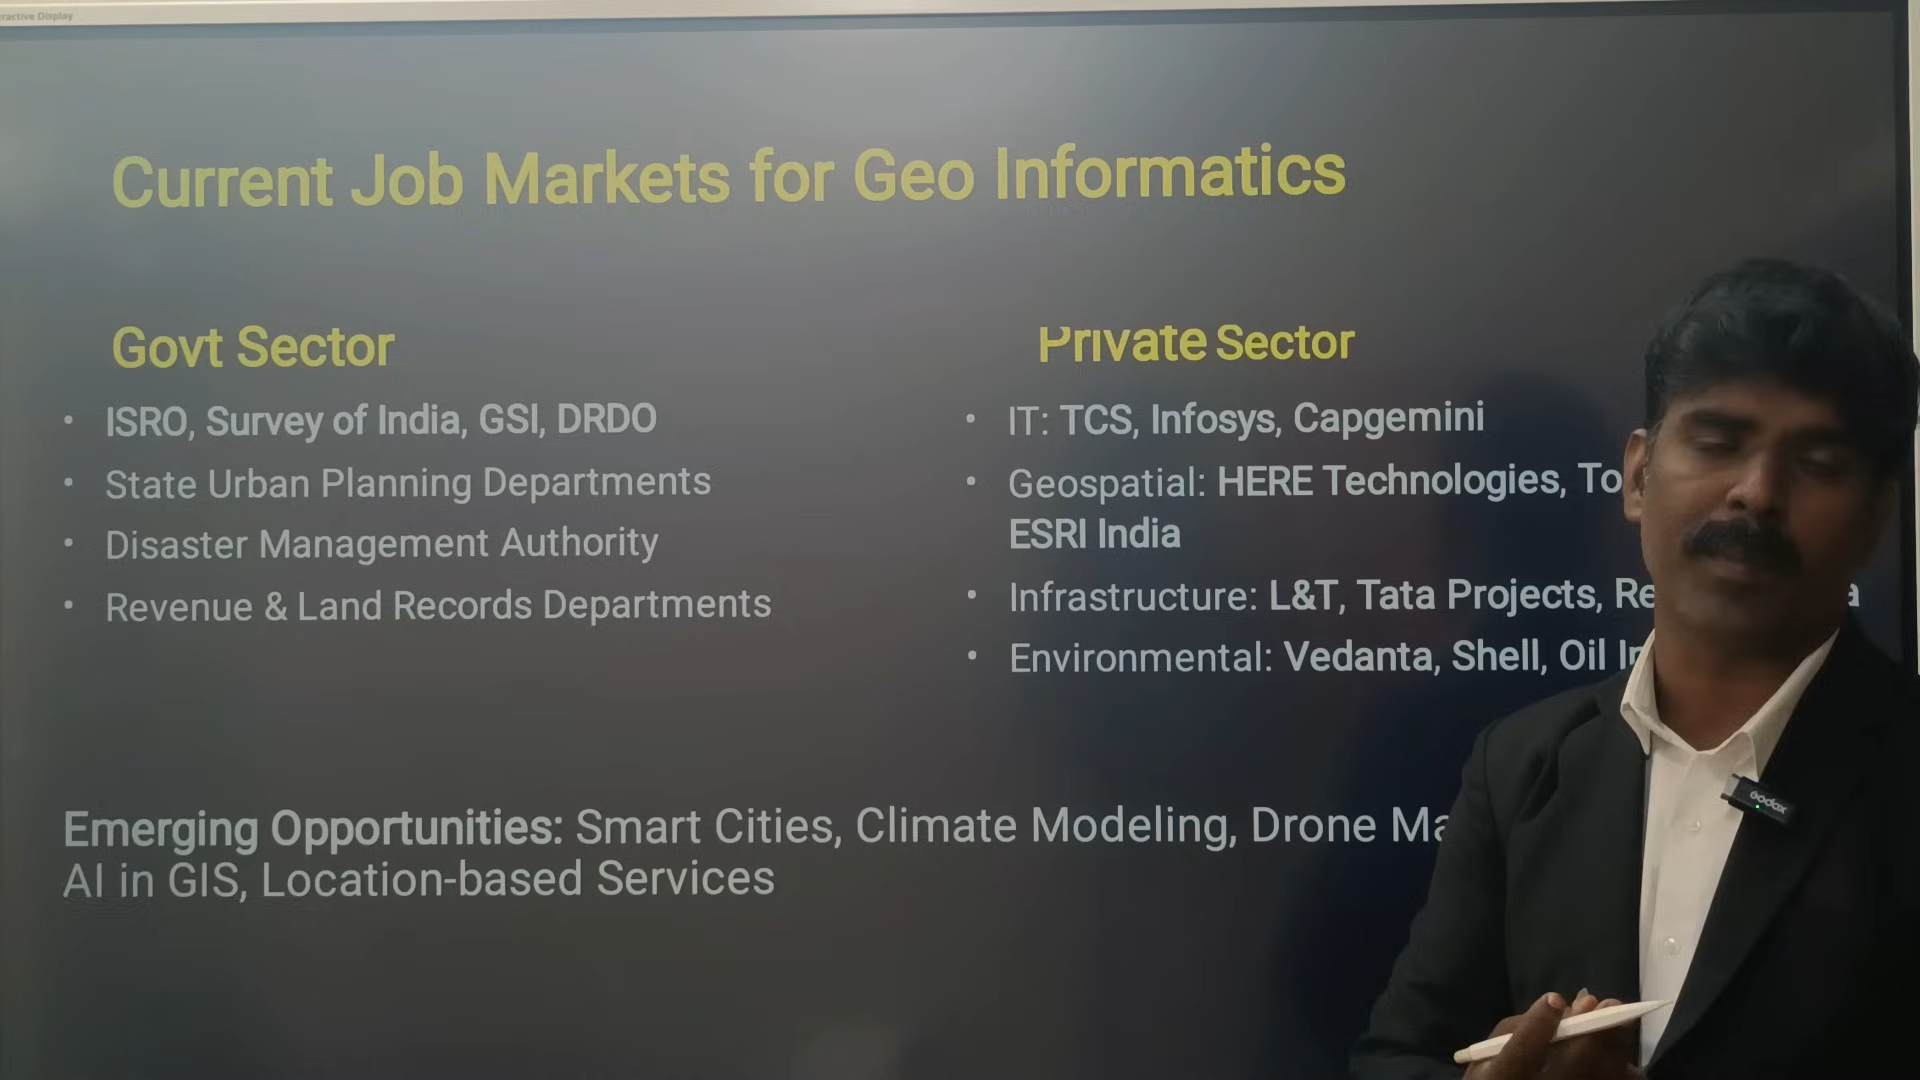 Current Job Markets for Geo Informatics
Govt Sector
• ISRO, Survey of India, GSI, DRDO
• State Urban Planning Departments
• Disaster Management Authority
• Revenue & Land Records Departments
Private Sector
• IT: TCS, Infosys, Capgemini
• Geospatial: HERE Technologies,
ESRI India
• Infrastructure: L&T, Tata Projects,
• Environmental: Vedanta, Shell, Oil
Emerging Opportunities: Smart Cities, Climate Modeling, Drone
AI in GIS, Location-based Services
Godox